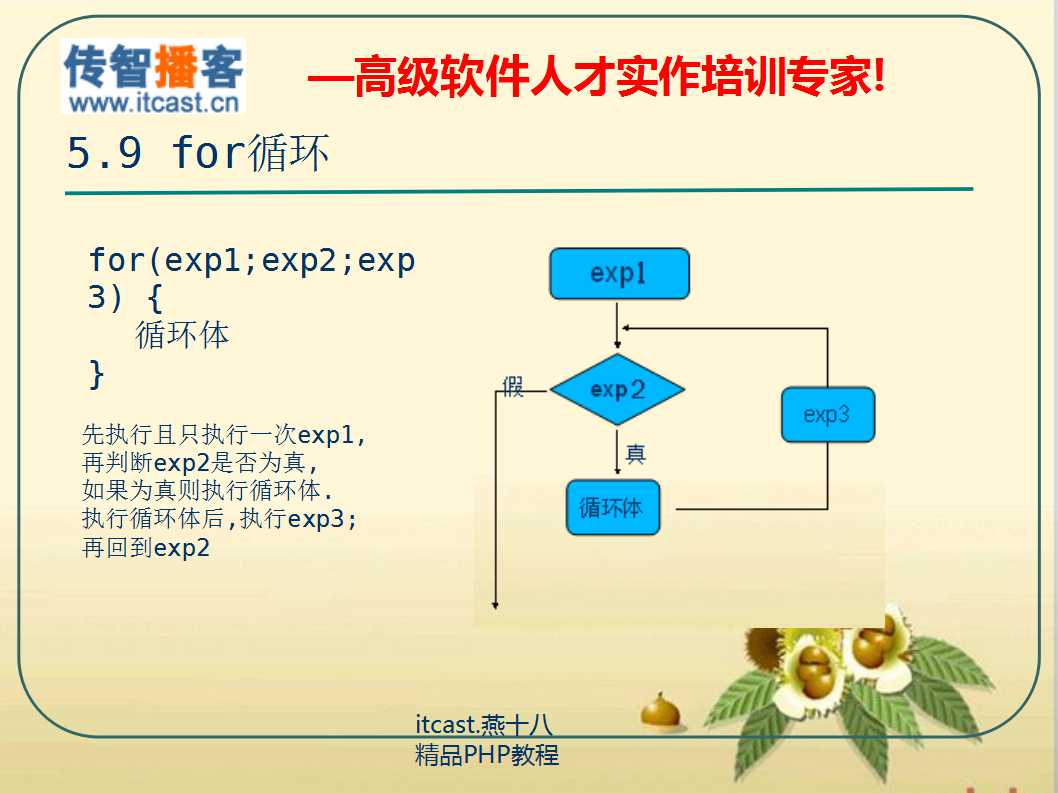 传智播客
www.itcast.cn
—高级软件人才实作培训专家!
5.9 for循环
for(exp1;exp2;exp
3) {
循环体
}
先执行且只执行一次exp1,
再判断exp2是否为真,
如果为真则执行循环体.
执行循环体后,执行exp3;
再回到exp2
exp1
假
exp2
exp3
真
循环体
itcast.燕十八
精品PHP教程